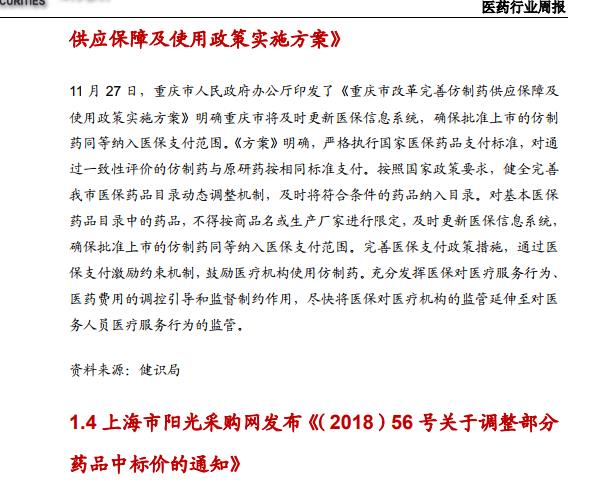 CURITIES
医药行业周报
供应保障及使用政策实施方案》
11 月 27 日，重庆市人民政府办公厅印发了《重庆市改革完善仿制药供应保障及
使用政策实施方案》明确重庆市将及时更新医保信息系统，确保批准上市的仿制
药同等纳入医保支付范围。《方案》明确，严格执行国家医保药品支付标准，对通
过一致性评价的仿制药与原研药按相同标准支付。按照国家政策要求，健全完善
我市医保药品目录动态调整机制，及时将符合条件的药品纳入目录。对基本医保
药品目录中的药品，不得按商品名或生产厂家进行限定，及时更新医保信息系统，
确保批准上市的仿制药同等纳入医保支付范围。完善医保支付政策措施，通过医
保支付激励约束机制，鼓励医疗机构使用仿制药。充分发挥医保对医疗服务行为、
医药费用的调控引导和监督制约作用，尽快将医保对医疗机构的监管延伸至对医
务人员医疗服务行为的监管。
资料来源：健识局
1.4 上海市阳光采购网发布《（2018）56 号关于调整部分
药品中标价的通知》